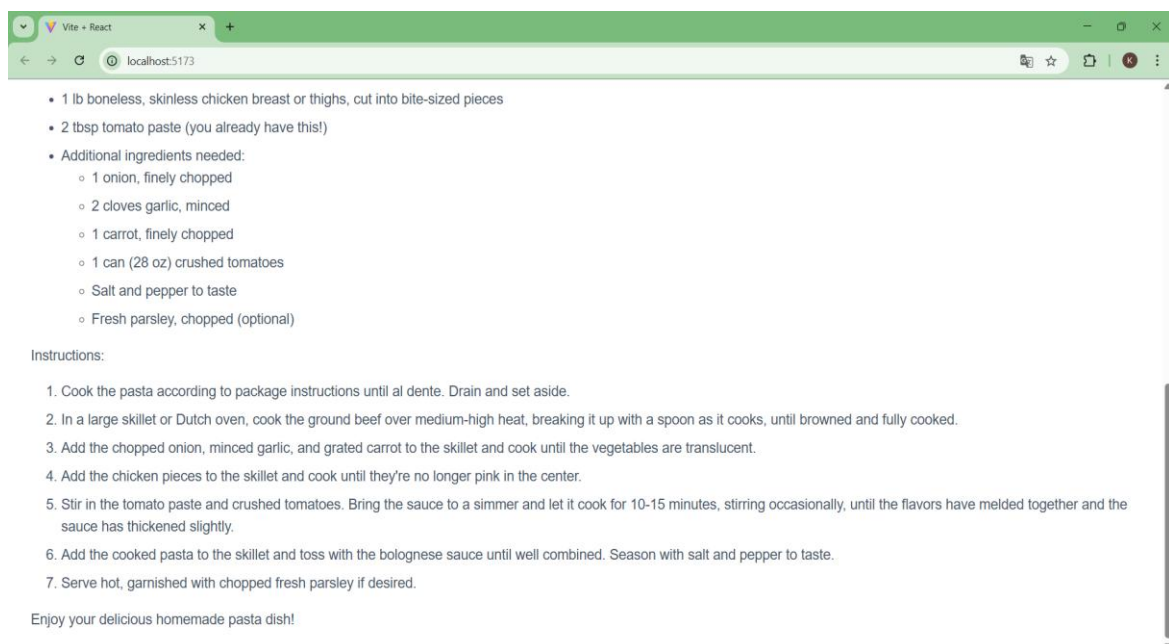 Vite + React
localhost:5173
K
• 1 lb boneless, skinless chicken breast or thighs, cut into bite-sized pieces
• 2 tbsp tomato paste (you already have this!)
• Additional ingredients needed:
◦ 1 onion, finely chopped
◦ 2 cloves garlic, minced
◦ 1 carrot, finely chopped
◦ 1 can (28 oz) crushed tomatoes
◦ Salt and pepper to taste
◦ Fresh parsley, chopped (optional)
Instructions:
1. Cook the pasta according to package instructions until al dente. Drain and set aside.
2. In a large skillet or Dutch oven, cook the ground beef over medium-high heat, breaking it up with a spoon as it cooks, until browned and fully cooked.
3. Add the chopped onion, minced garlic, and grated carrot to the skillet and cook until the vegetables are translucent.
4. Add the chicken pieces to the skillet and cook until they're no longer pink in the center.
5. Stir in the tomato paste and crushed tomatoes. Bring the sauce to a simmer and let it cook for 10-15 minutes, stirring occasionally, until the flavors have melded together and the
sauce has thickened slightly.
6. Add the cooked pasta to the skillet and toss with the bolognese sauce until well combined. Season with salt and pepper to taste.
7. Serve hot, garnished with chopped fresh parsley if desired.
Enjoy your delicious homemade pasta dish!